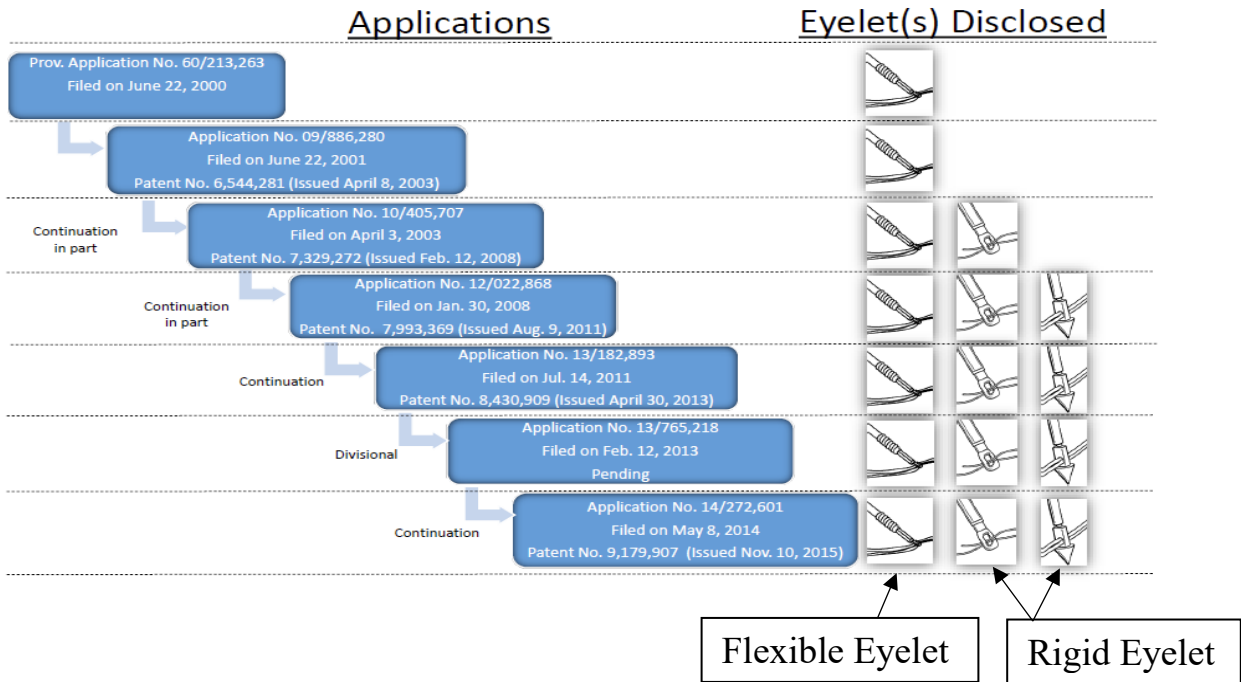 Applications
Eyelet(s) Disclosed
Prov. Application No. 60/213,263
Filed on June 22, 2000
Application No. 09/886,280
Filed on June 22, 2001
Patent No. 6,544,281 (Issued April 8, 2003)
Continuation
in part
Application No. 10/405,707
Filed on April 3, 2003
Patent No. 7,329,272 (Issued Feb. 12, 2008)
Continuation
in part
Application No. 12/022,868
Filed on Jan. 30, 2008
Patent No. 7,993,369 (Issued Aug. 9, 2011)
Continuation
Application No. 13/182,893
Filed on Jul. 14, 2011
Patent No. 8,430,909 (Issued April 30, 2013)
Divisional
Application No. 13/765,218
Filed on Feb. 12, 2013
Pending
Continuation
Application No. 14/272,601
Filed on May 8, 2014
Patent No. 9,179,907 (Issued Nov. 10, 2015)
Flexible Eyelet
Rigid Eyelet